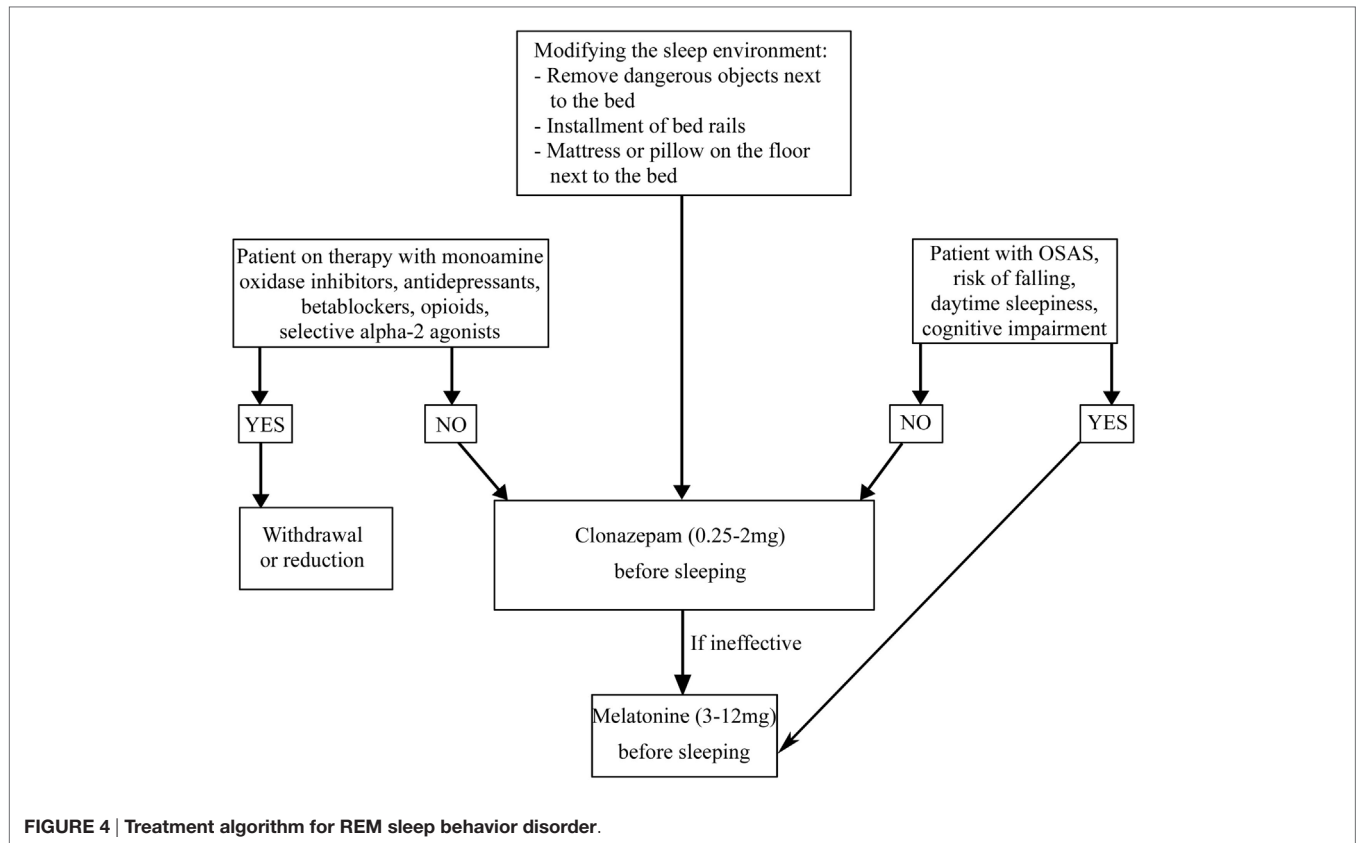 Modifying the sleep environment:
- Remove dangerous objects next
to the bed
- Installment of bed rails
- Mattress or pillow on the floor
next to the bed
Patient on therapy with monoamine
oxidase inhibitors, antidepressants,
betablockers, opioids,
selective alpha-2 agonists
Patient with OSAS,
risk of falling,
daytime sleepiness,
cognitive impairment
YES
NO
NO
YES
Withdrawal
or reduction
Clonazepam (0.25-2mg)
before sleeping
If ineffective
Melatonine (3-12mg)
before sleeping
FIGURE 4 | Treatment algorithm for REM sleep behavior disorder.